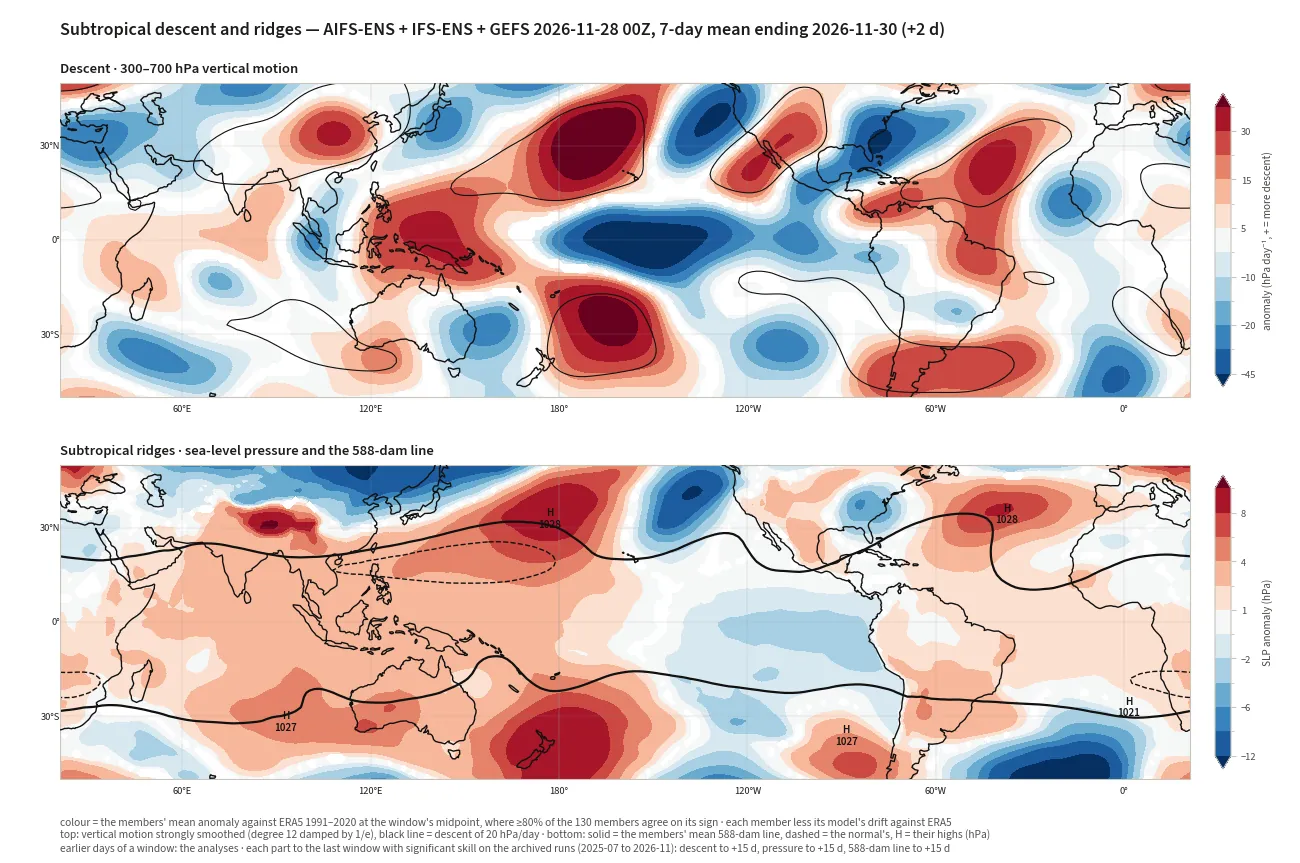 Subtropical descent and ridges — AIFS-ENS + IFS-ENS + GEFS 2026-11-28 00Z, 7-day mean ending 2026-11-30 (+2 d)
Descent · 300–700 hPa vertical motion
30°N
0°
30°S
60°E
120°E
180°
120°W
60°W
0°
30
15
5
−10
−20
−45
anomaly (hPa day⁻¹, + = more descent)
Subtropical ridges · sea-level pressure and the 588-dam line
30°N
0°
30°S
H
1028
H
1028
H
1027
H
1027
H
1021
60°E
120°E
180°
120°W
60°W
0°
8
4
1
−2
−6
−12
SLP anomaly (hPa)
colour = the members' mean anomaly against ERA5 1991–2020 at the window's midpoint, where ≥80% of the 130 members agree on its sign · each member less its model's drift against ERA5
top: vertical motion strongly smoothed (degree 12 damped by 1/e), black line = descent of 20 hPa/day · bottom: solid = the members' mean 588-dam line, dashed = the normal's, H = their highs (hPa)
earlier days of a window: the analyses · each part to the last window with significant skill on the archived runs (2025-07 to 2026-11): descent to +15 d, pressure to +15 d, 588-dam line to +15 d